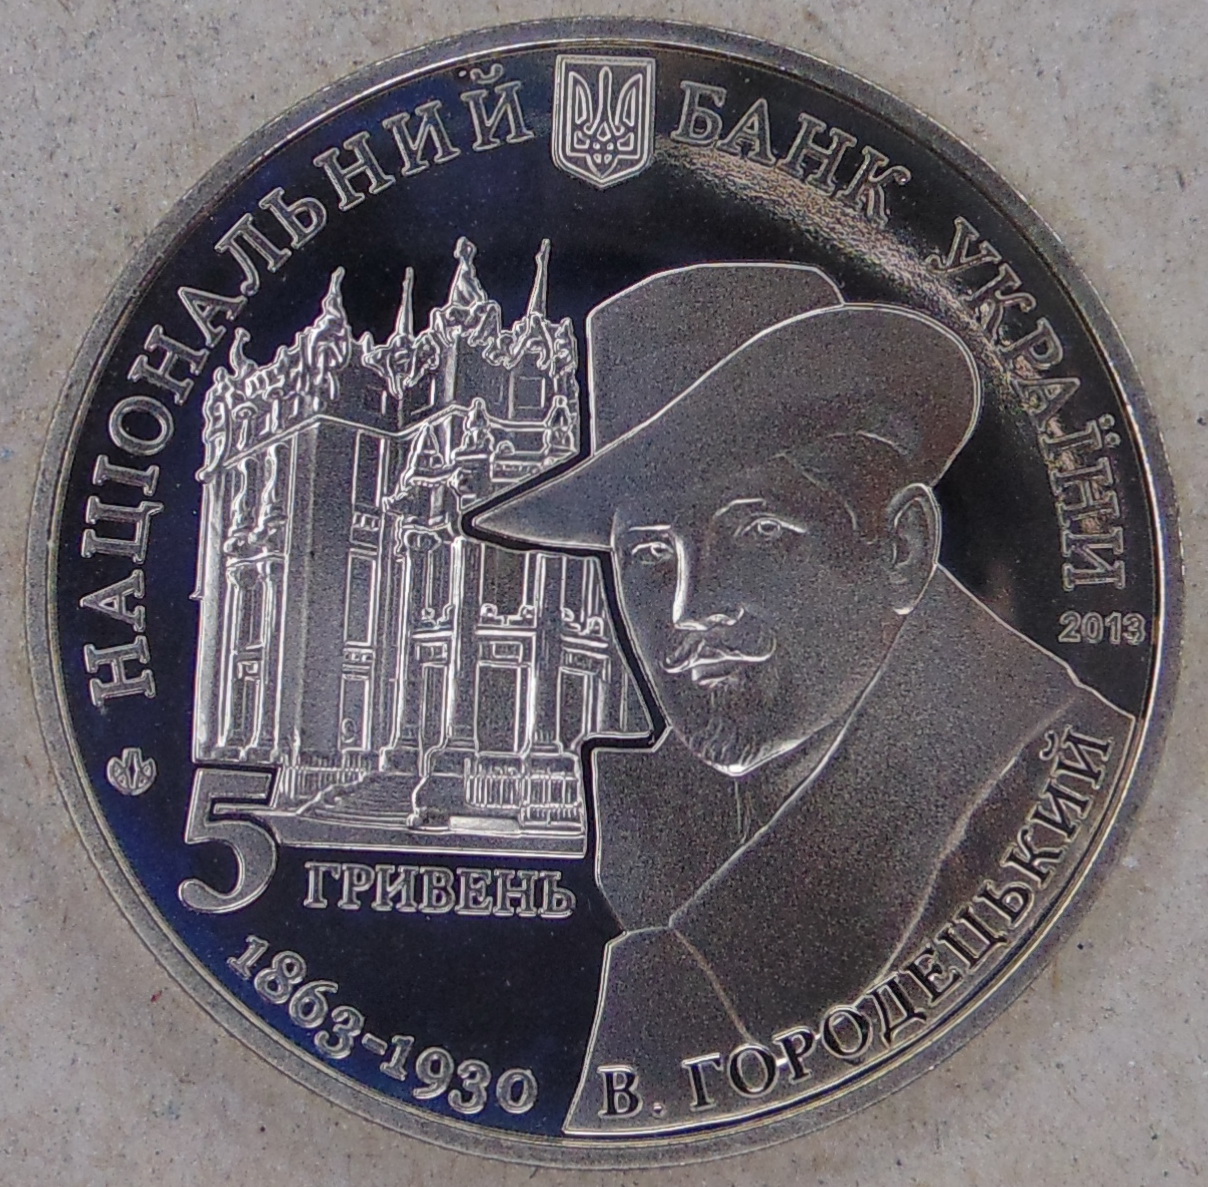 НАЦІОНАЛЬНИЙ БАНК УКРАЇНИ
2013
5
ГРИВЕНЬ
1863-1930
В. ГОРОДЕЦЬКИЙ